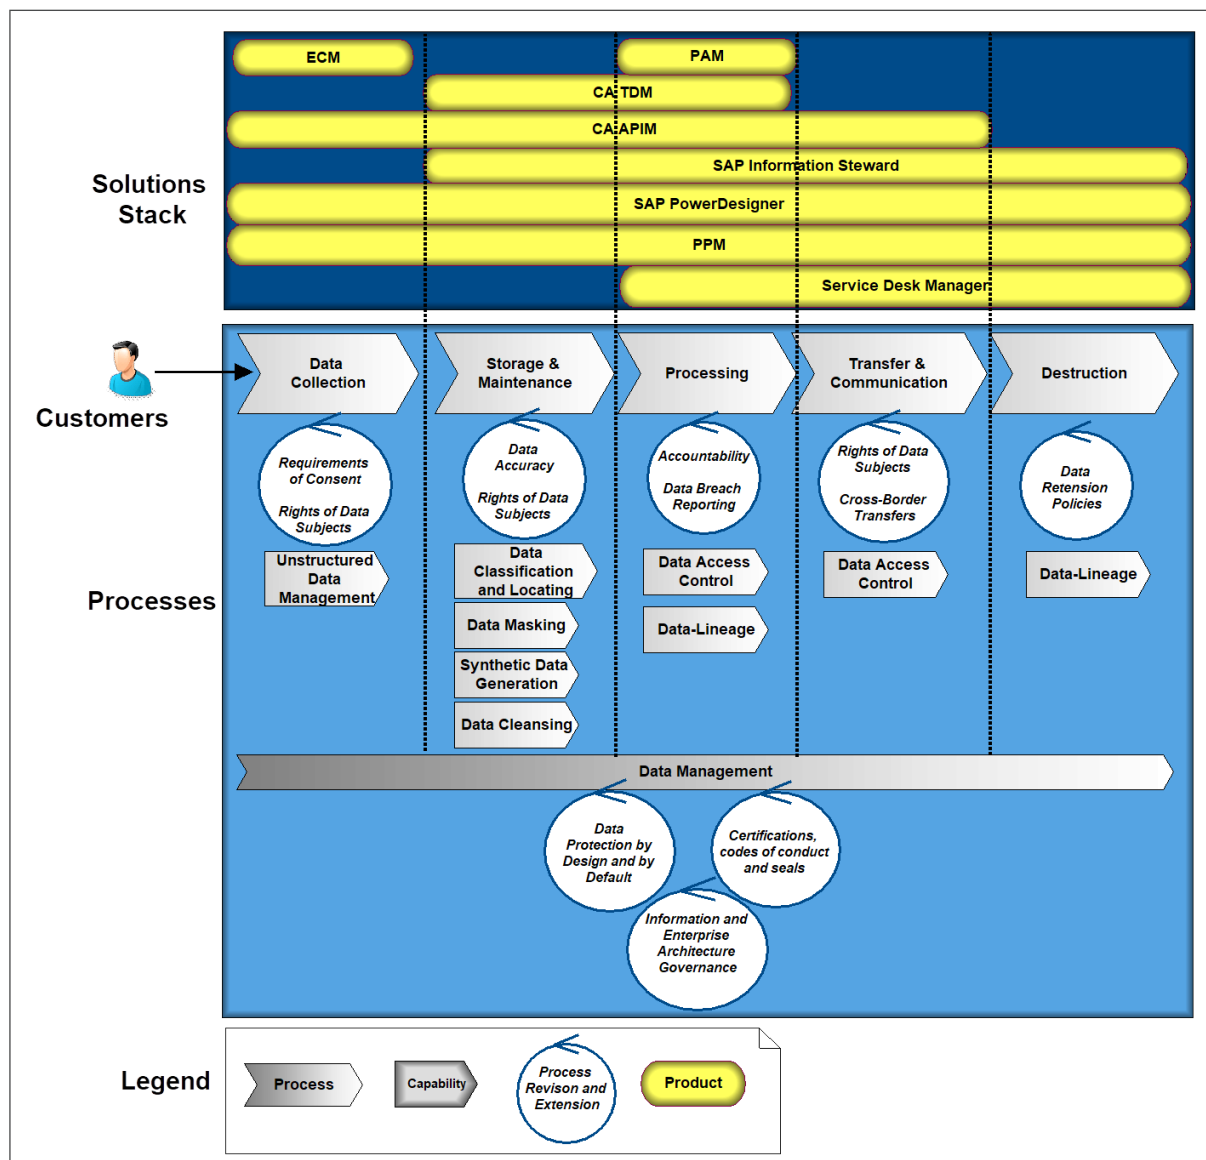 ECM
PAM
CA TDM
CA APIM
SAP Information Steward
SAP PowerDesigner
PPM
Service Desk Manager
Solutions
Stack
Customers
Data
Collection
Storage &
Maintenance
Processing
Transfer &
Communication
Destruction
Requirements
of Consent
Rights of Data
Subjects
Data
Accuracy
Rights of Data
Subjects
Accountability
Data Breach
Reporting
Rights of Data
Subjects
Cross-Border
Transfers
Data
Retension
Policies
Processes
Unstructured
Data
Management
Data
Classification
and Locating
Data Masking
Synthetic Data
Generation
Data Cleansing
Data Access
Control
Data-Lineage
Data Access
Control
Data-Lineage
Data Management
Data
Protection by
Design and by
Default
Certifications,
codes of conduct
and seals
Information and
Enterprise
Architecture
Governance
Legend
Process
Capability
Process
Revison and
Extension
Product